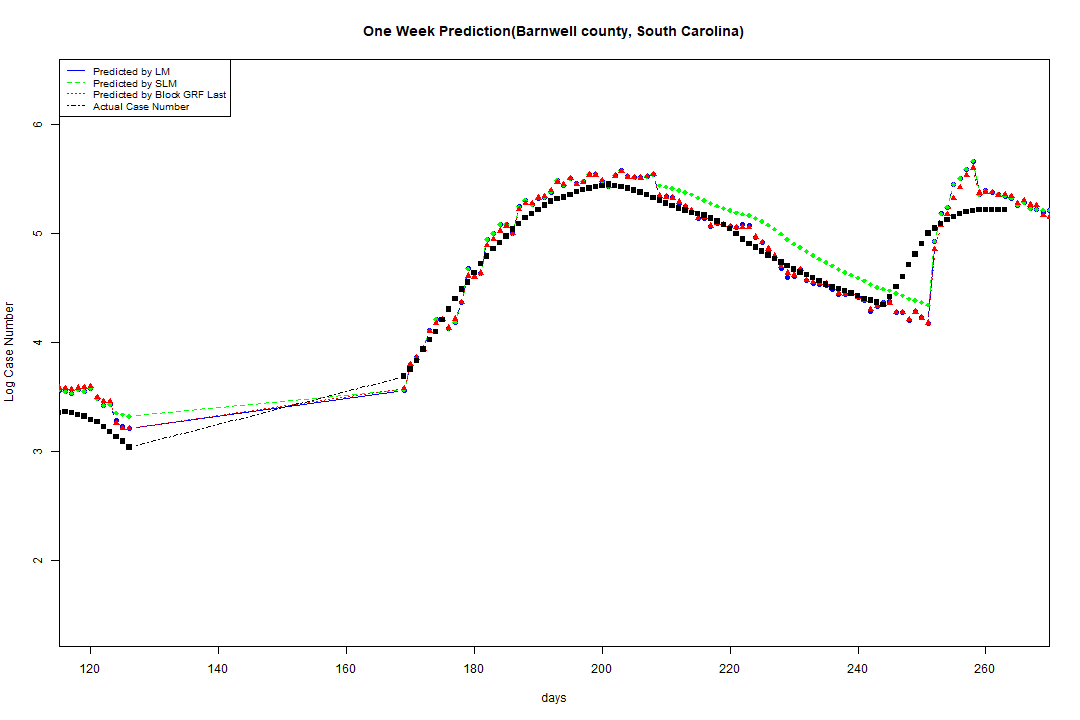 One Week Prediction(Barnwell county, South Carolina)
Predicted by LM
Predicted by SLM
Predicted by Block GRF Last
Actual Case Number
6
5
4
3
2
Log Case Number
120 140 160 180 200 220 240 260
days